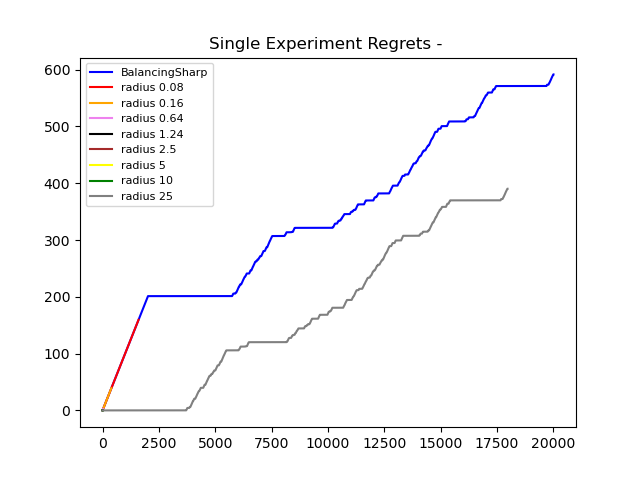 Single Experiment Regrets -
BalancingSharp
radius 0.08
radius 0.16
radius 0.64
radius 1.24
radius 2.5
radius 5
radius 10
radius 25
600
500
400
300
200
100
0
0 2500 5000 7500 10000 12500 15000 17500 20000